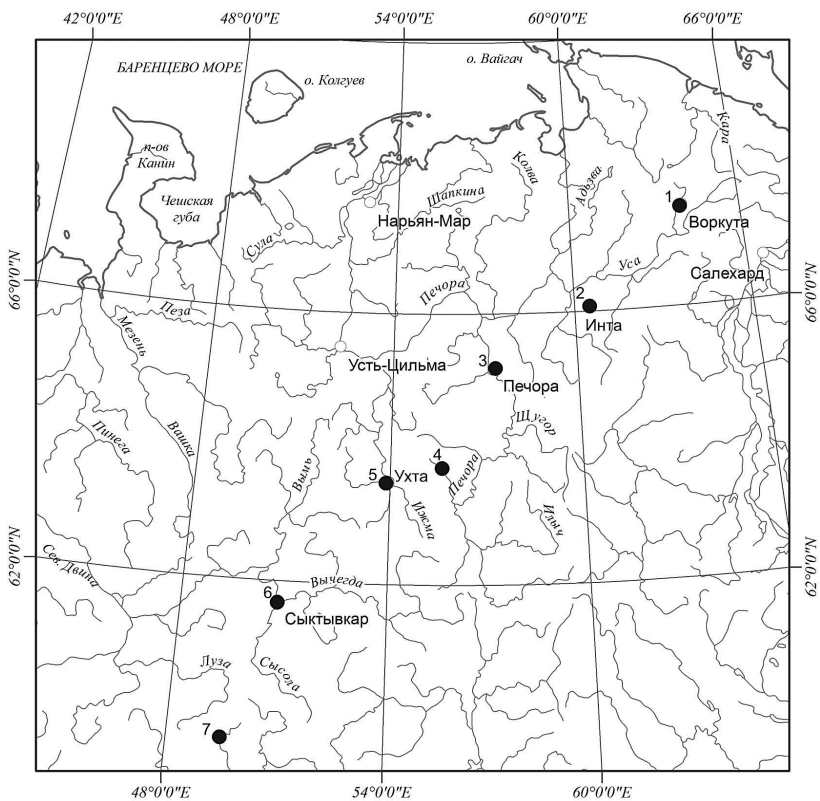 42°0'0"E
48°0'0"E
54°0'0"E
60°0'0"E
66°0'0"E
БАРЕНЦЕВО МОРЕ
о. Колгуев
о. Вайгач
п-ов
Канин
Чешская
губа
Кара
Колва
Адьзва
Шапкина
Нарьян-Мар
1
Воркута
Сула
Уса
Салехард
66°0'0"N
66°0'0"N
Печора
2
Инта
Пеза
Мезень
Усть-Цильма
3
Печора
Щугор
Пинега
Вашка
Вымь
4
Печора
5
Ухта
Ижма
Илыч
62°0'0"N
62°0'0"N
Сев. Двина
Вычегда
6
Сыктывкар
Луза
Сысола
7
48°0'0"E
54°0'0"E
60°0'0"E